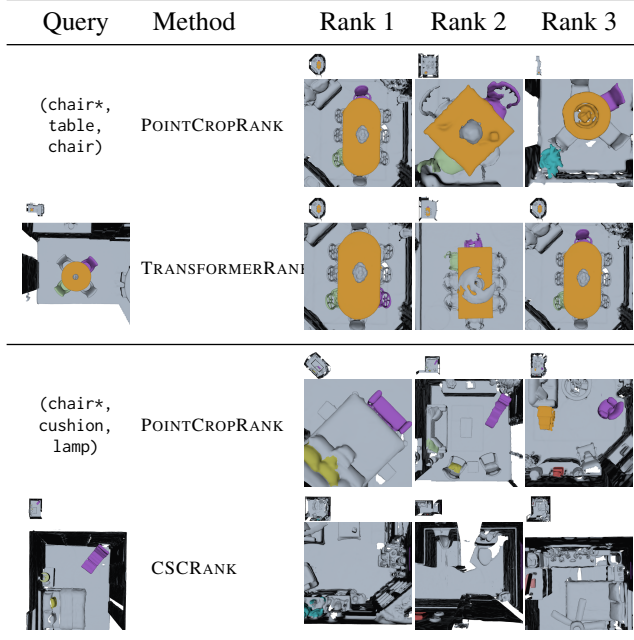 Query Method Rank 1 Rank 2 Rank 3
(chair*,
table,
chair)
POINTCROPRANK
TRANSFORMERRANK
(chair*,
cushion,
lamp)
POINTCROPRANK
CSCRANK